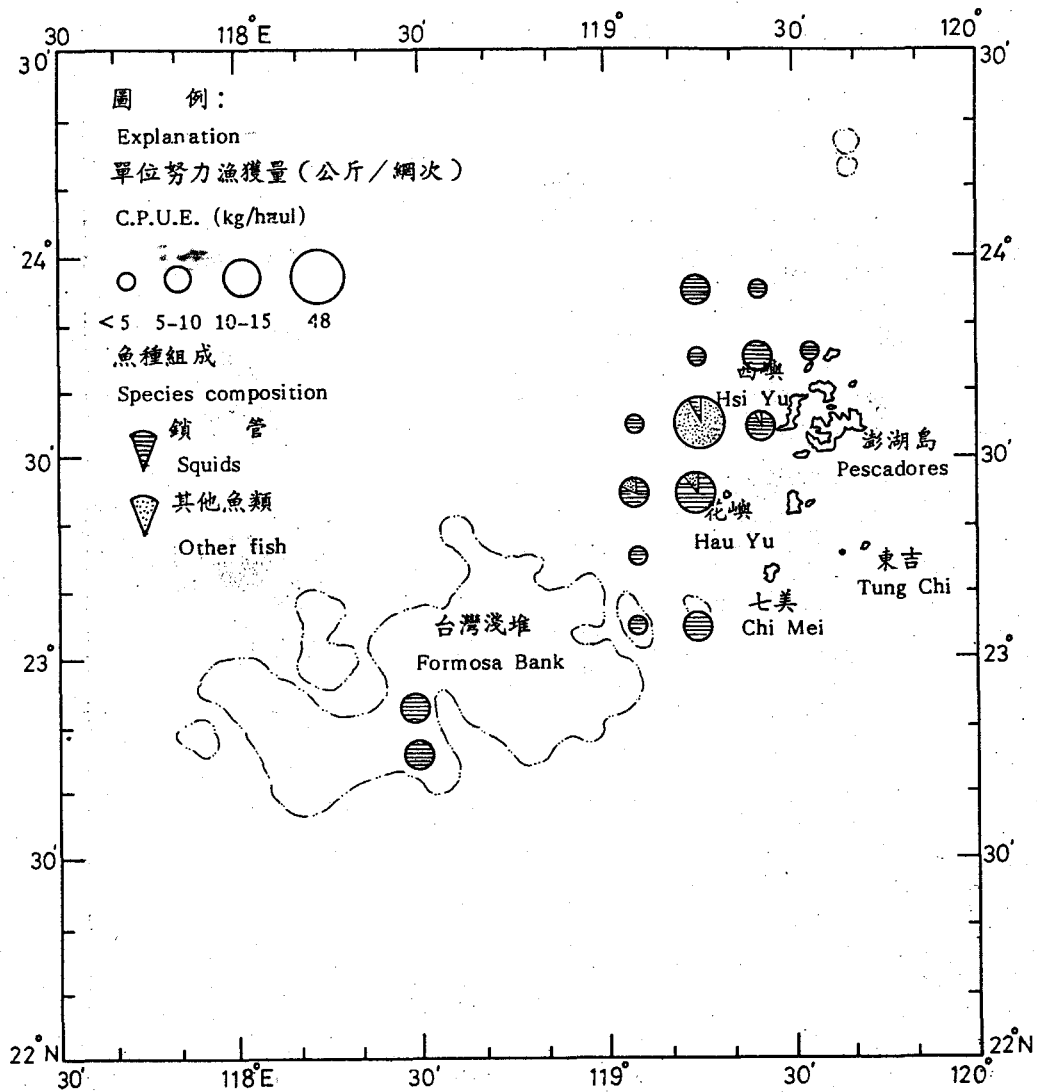 30 118°E 30' 119° 30' 120°
30' 30'
圖 例：
Explanation
單位努力漁獲量（公斤／網次）
C.P.U.E. (kg/haul)
24° 24°
< 5 5-10 10-15 48
魚種組成
Species composition
鎖 管
Squids
其他魚類
Other fish
西嶼
Hsi Yu
30' 30'
澎湖島
Pescadores
花嶼
Hau Yu
東吉
Tung Chi
七美
Chi Mei
台灣淺堆
Formosa Bank
23° 23°
30' 30'
22°N 22°N
30' 118°E 30' 119° 30' 120°